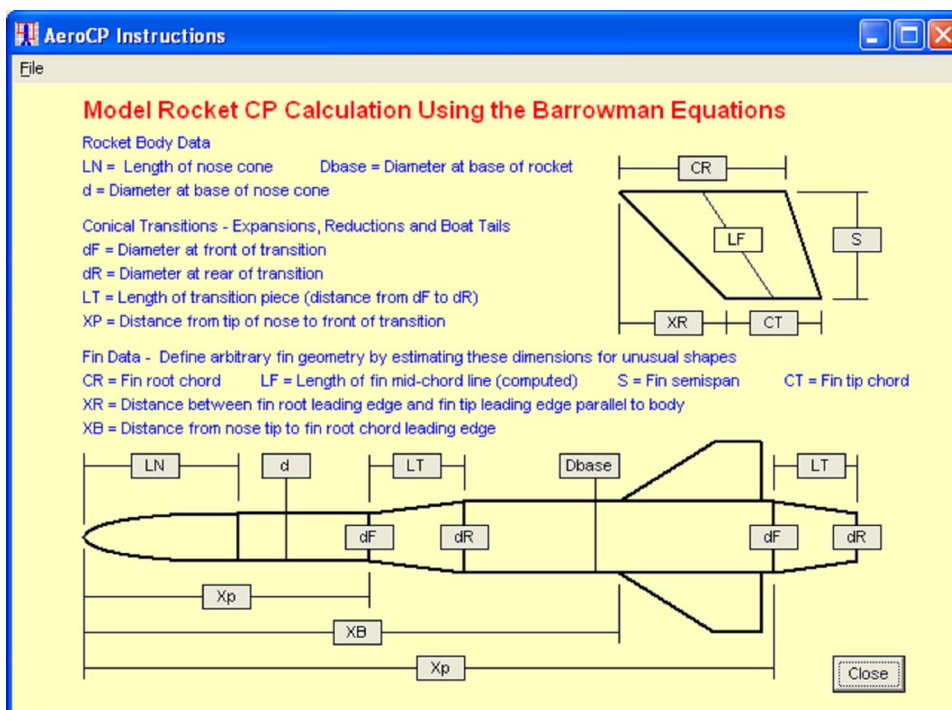 AeroCP Instructions
File
Model Rocket CP Calculation Using the Barrowman Equations
Rocket Body Data
LN = Length of nose cone Dbase = Diameter at base of rocket
d = Diameter at base of nose cone
CR
Conical Transitions - Expansions, Reductions and Boat Tails
dF = Diameter at front of transition
dR = Diameter at rear of transition
LT = Length of transition piece (distance from dF to dR)
XP = Distance from tip of nose to front of transition
LF S
XR CT
Fin Data - Define arbitrary fin geometry by estimating these dimensions for unusual shapes
CR = Fin root chord LF = Length of fin mid-chord line (computed) S = Fin semispan CT = Fin tip chord
XR = Distance between fin root leading edge and fin tip leading edge parallel to body
XB = Distance from nose tip to fin root chord leading edge
LN d LT Dbase LT
dF dR dF dR
Xp
XB
Xp
Close